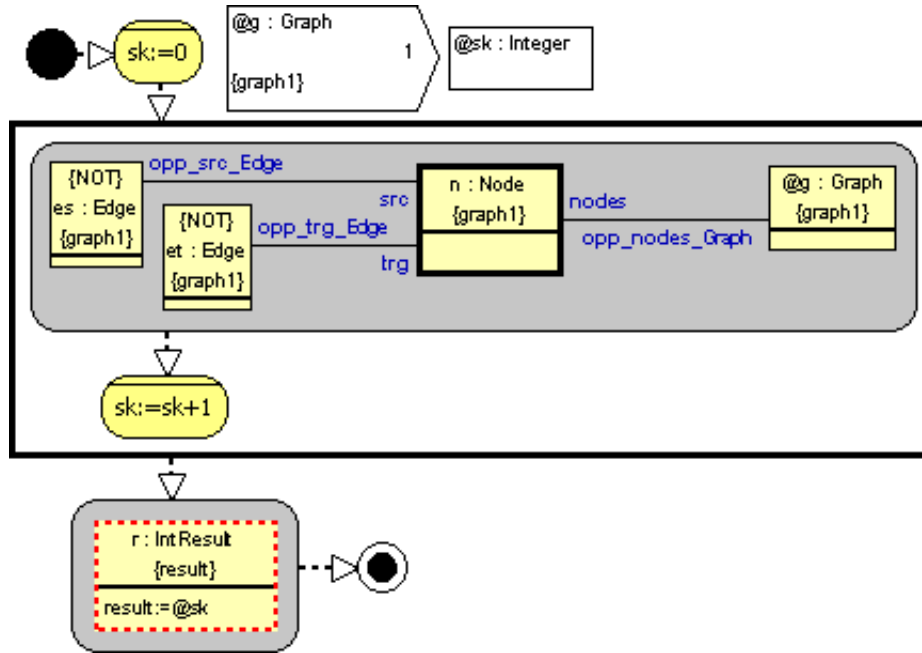 sk:=0
@g : Graph
1
{graph1}
@sk : Integer
{NOT}
es : Edge
{graph1}
opp_src_Edge
src
{NOT}
et : Edge
{graph1}
opp_trg_Edge
trg
n : Node
{graph1}
nodes
opp_nodes_Graph
@g : Graph
{graph1}
sk:=sk+1
r : IntResult
{result}
result:=@sk